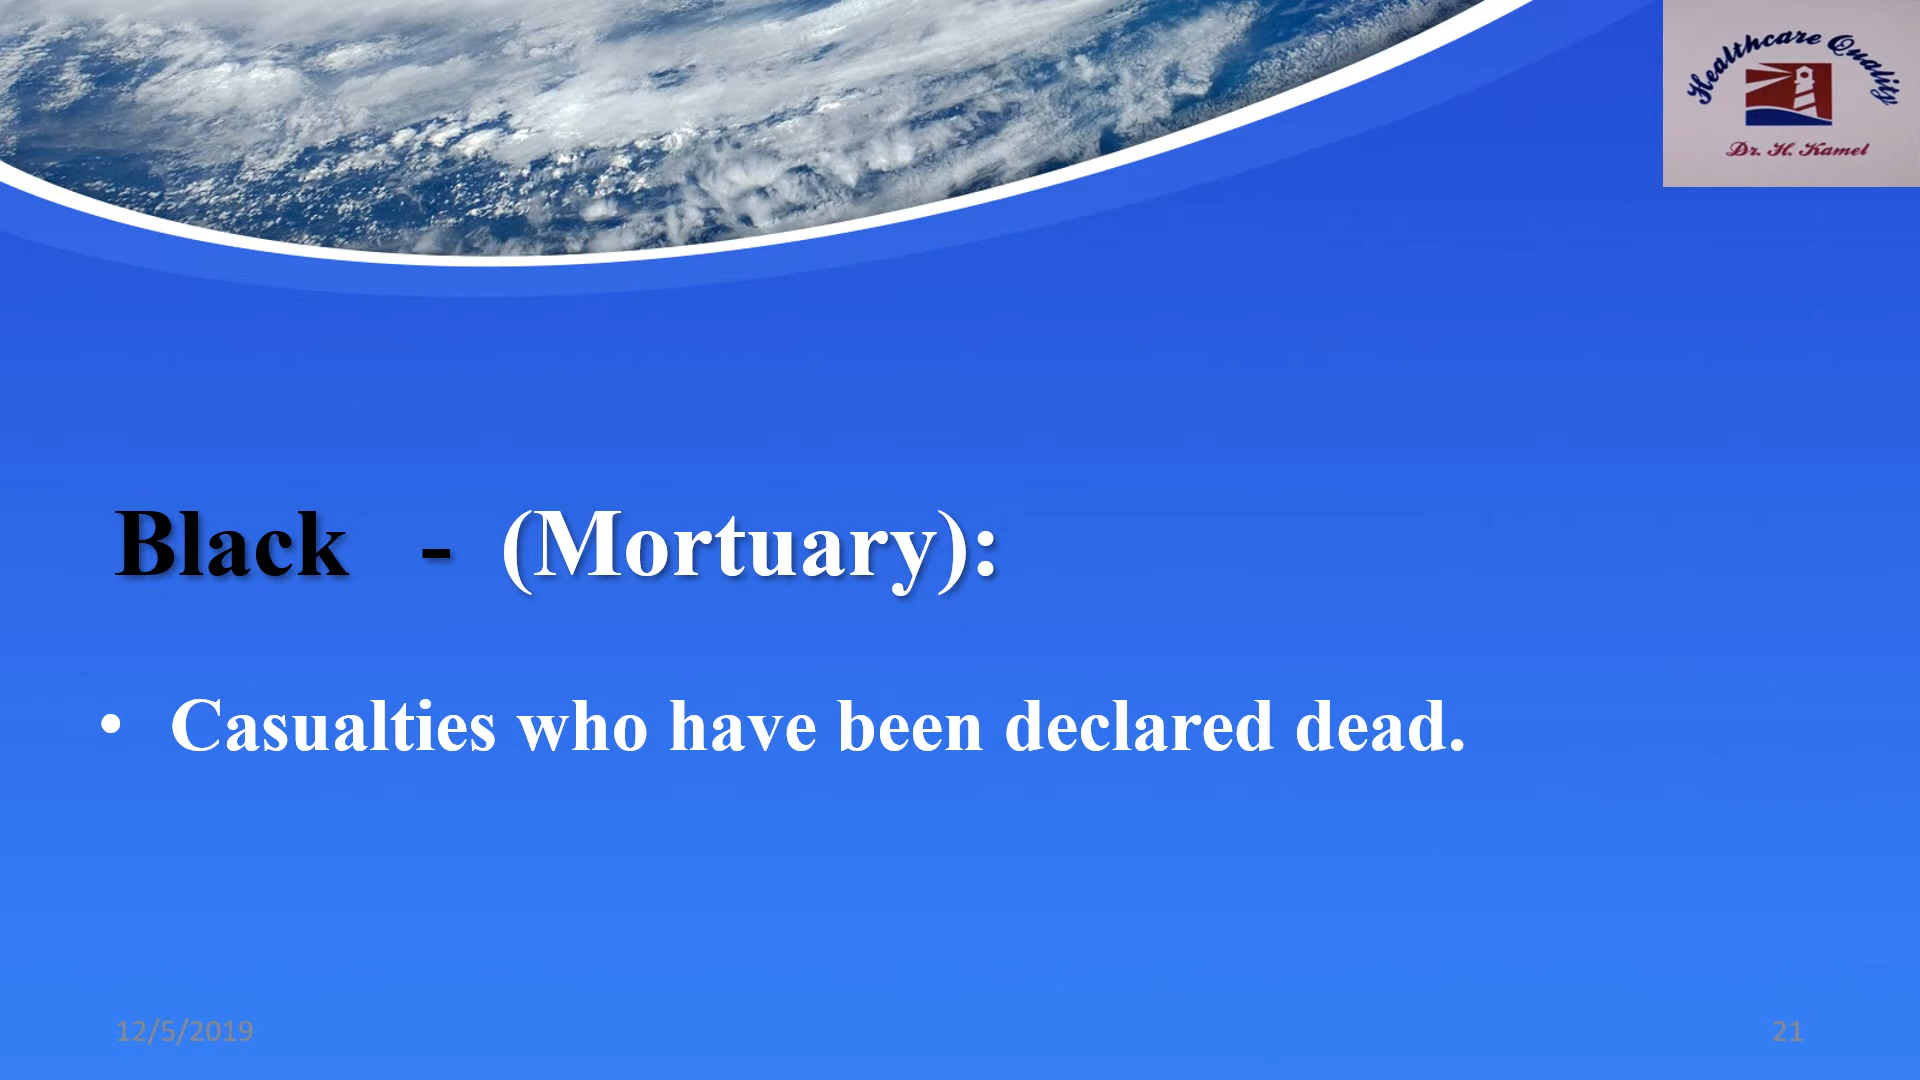 Healthcare Quality
Dr. H. Kamel
Black - (Mortuary):
• Casualties who have been declared dead.
12/5/2019
21